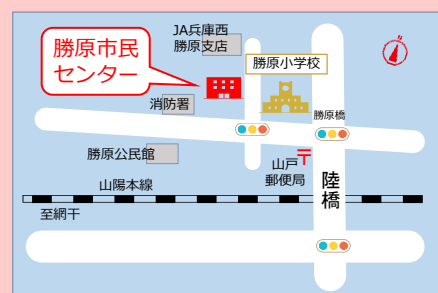 JA兵庫西
勝原支店
勝原市民
センター
勝原小学校
消防署
勝原橋
勝原公民館
山戸
郵便局
陸橋
山陽本線
至網干